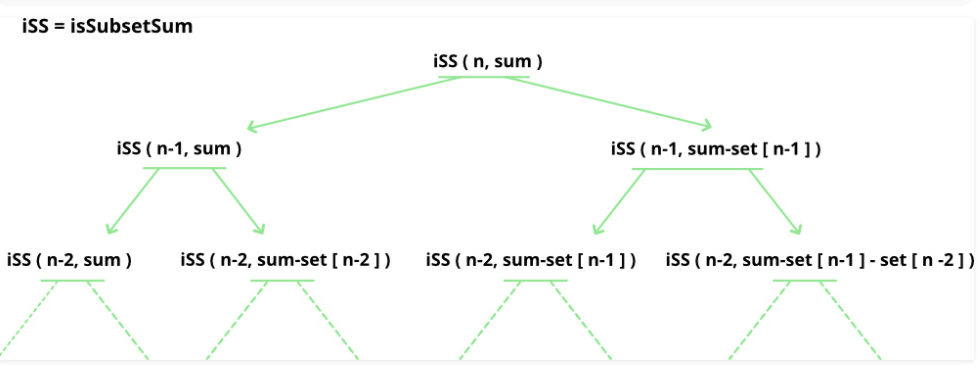 iSS = isSubsetSum
iSS ( n, sum )
iSS ( n-1, sum )
iSS ( n-1, sum-set [ n-1 ] )
iSS ( n-2, sum )
iSS ( n-2, sum-set [ n-2 ] )
iSS ( n-2, sum-set [ n-1 ] )
iSS ( n-2, sum-set [ n-1 ] - set [ n -2 ] )